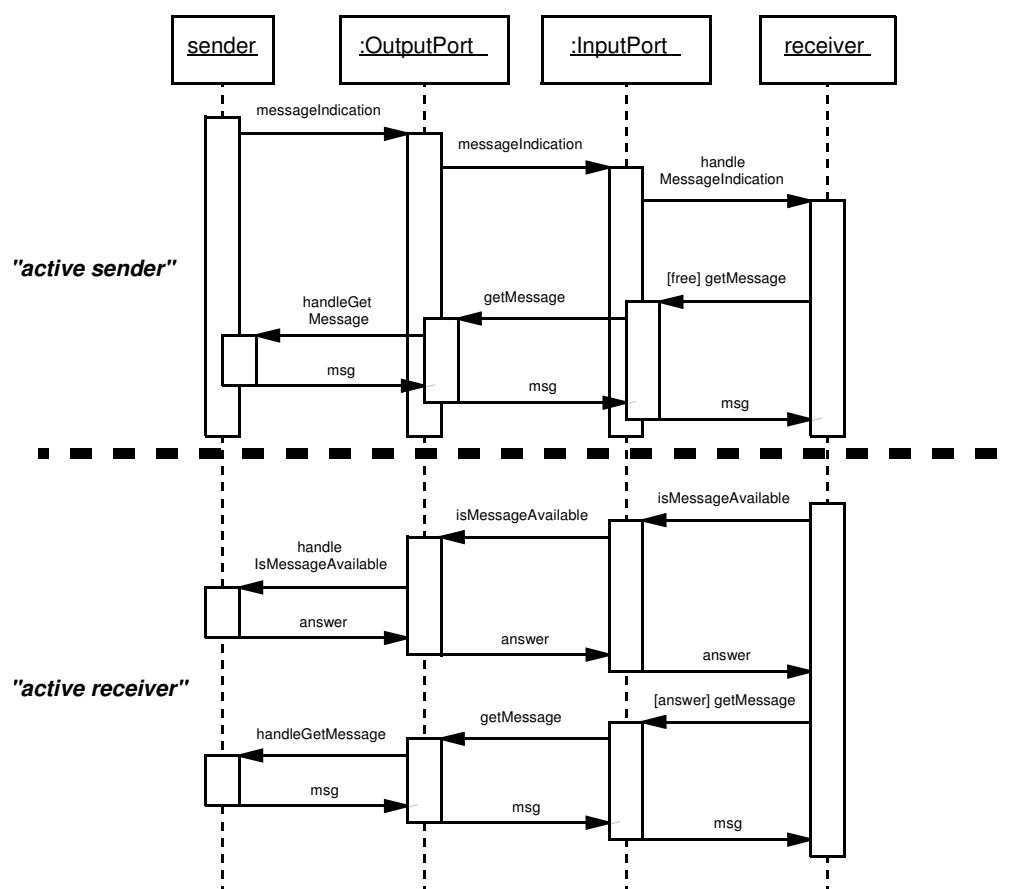 sender
:OutputPort
:InputPort
receiver
messageIndication
messageIndication
handle
MessageIndication
"active sender"
[free] getMessage
getMessage
handleGet
Message
msg
msg
msg
isMessageAvailable
isMessageAvailable
handle
IsMessageAvailable
answer
answer
answer
"active receiver"
[answer] getMessage
getMessage
handleGetMessage
msg
msg
msg